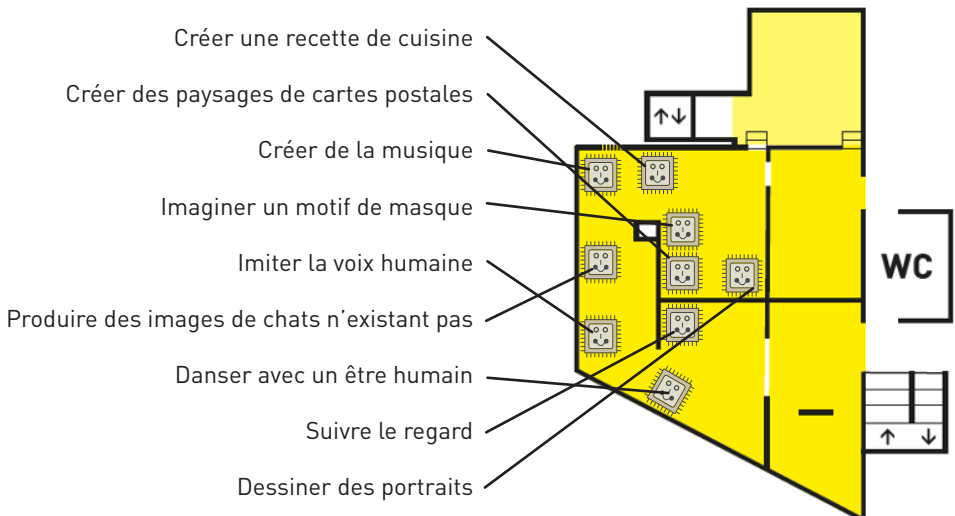 Créer une recette de cuisine
Créer des paysages de cartes postales
Créer de la musique
Imaginer un motif de masque
Imiter la voix humaine
Produire des images de chats n’existant pas
Danser avec un être humain
Suivre le regard
Dessiner des portraits
WC